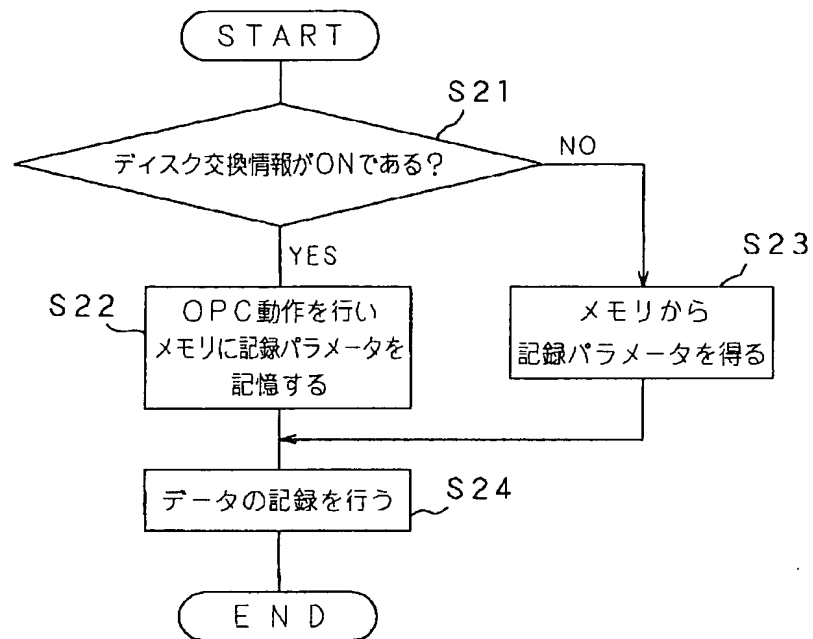 START
S21
ディスク交換情報がONである?
NO
YES
S23
S22
OPC動作を行い
メモリに記録パラメータを
記憶する
メモリから
記録パラメータを得る
データの記録を行う
S24
END